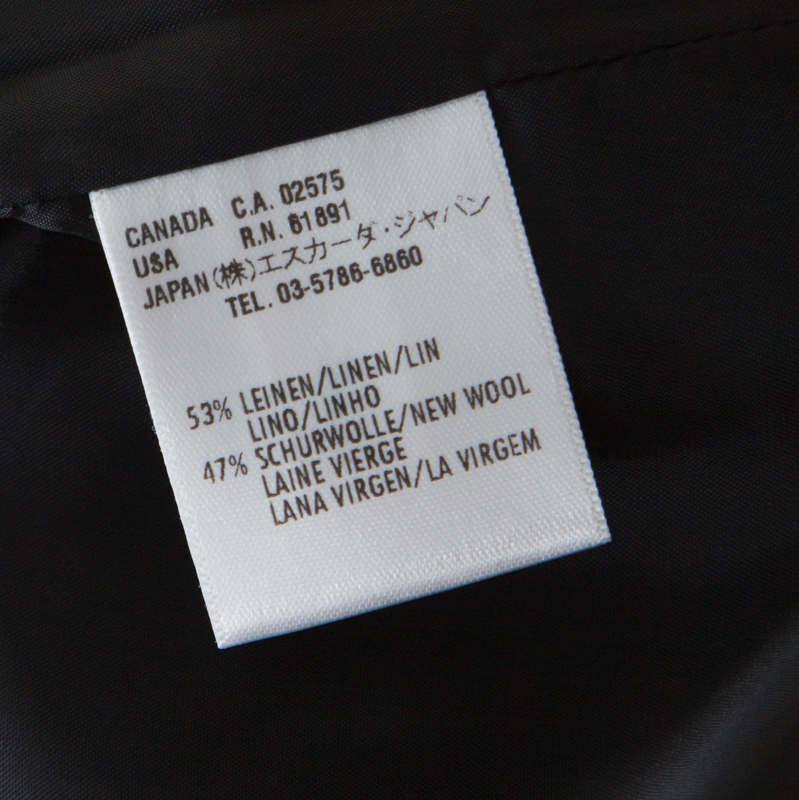 CANADA C.A. 02575
USA R.N. 61891
JAPAN (株)エスカーダ・ジャパン
TEL. 03-5786-6860
53% LEINEN/LINEN/LIN
LINO/LINHO
47% SCHURWOLLE/NEW WOOL
LAINE VIERGE
LANA VIRGEN/LA VIRGEM